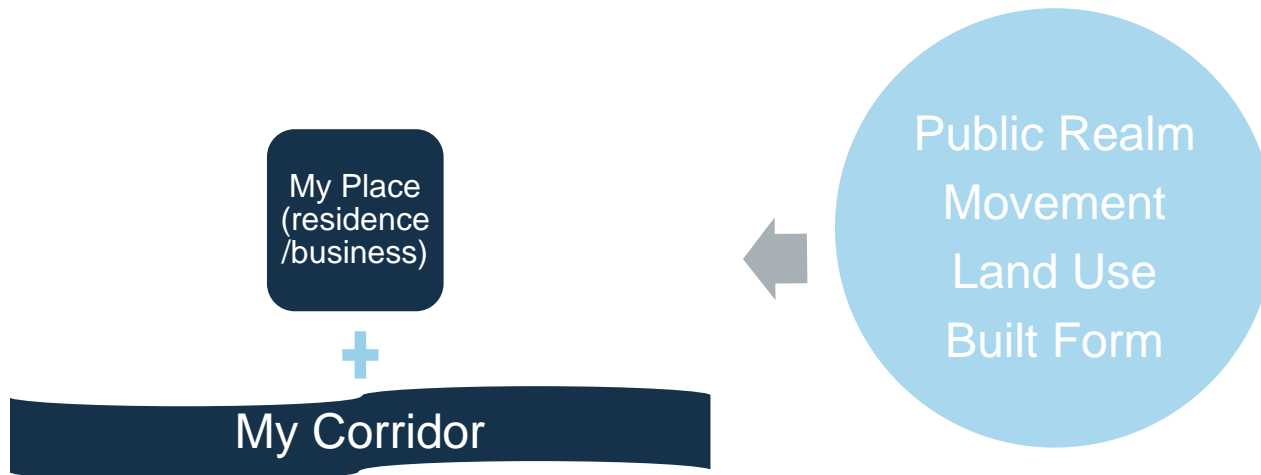 My Place
(residence
/business)
My Corridor
Public Realm
Movement
Land Use
Built Form